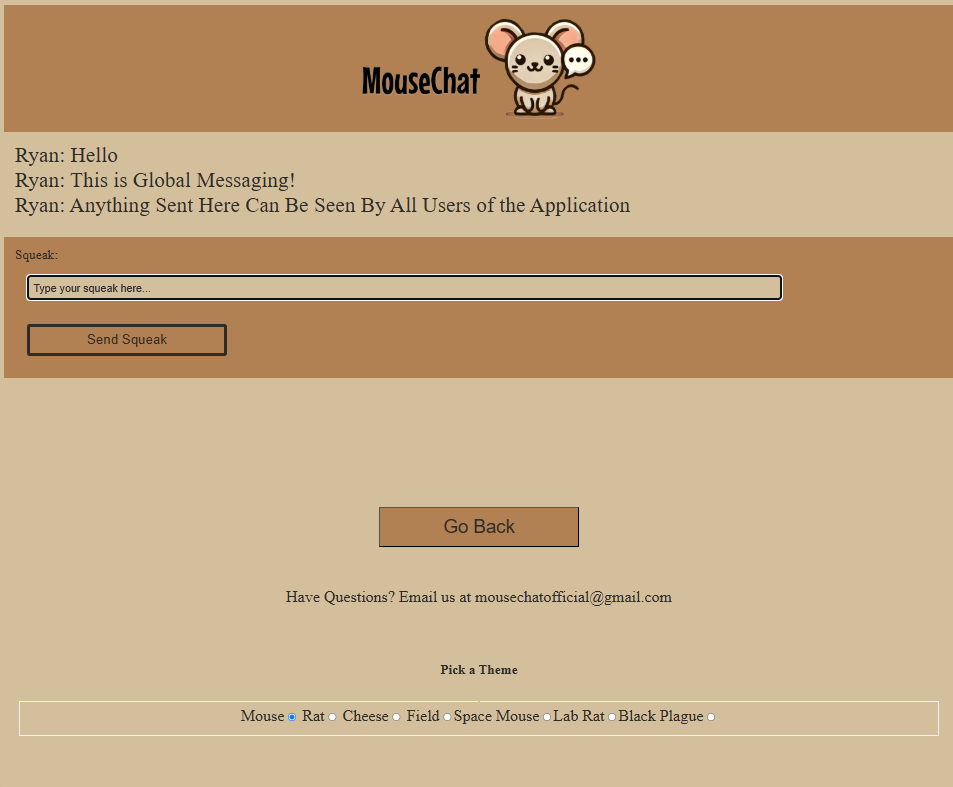 MouseChat
Ryan: Hello
Ryan: This is Global Messaging!
Ryan: Anything Sent Here Can Be Seen By All Users of the Application
Squeak:
Type your squeak here...
Send Squeak
Go Back
Have Questions? Email us at mousechatofficial@gmail.com
Pick a Theme
Mouse Rat Cheese Field Space Mouse Lab Rat Black Plague